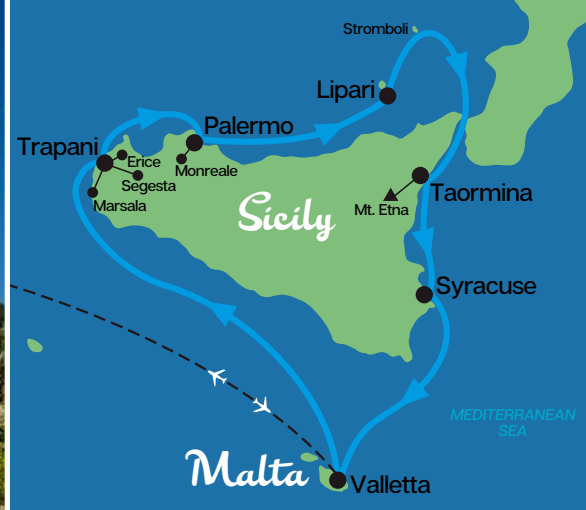 Stromboli
Lipari
Palermo
Trapani
Erice
Monreale
Segesta
Marsala
Taormina
Mt. Etna
Sicily
Syracuse
MEDITERRANEAN
SEA
Malta
Valletta